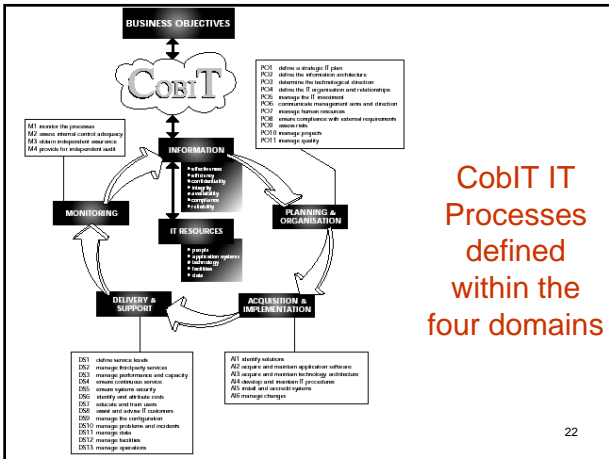 BUSINESS OBJECTIVES
COBIT
PO1 define a strategic IT plan
PO2 define the information architecture
PO3 determine the technological direction
PO4 define the IT organisation and relationships
PO5 manage the IT investment
PO6 communicate management aims and direction
PO7 manage human resources
PO8 ensure compliance with external requirements
PO9 assess risks
PO10 manage projects
PO11 manage quality
M1 monitor the processes
M2 assess internal control adequacy
M3 obtain independent assurance
M4 provide for independent audit
INFORMATION
effectiveness
efficiency
confidentiality
integrity
availability
compliance
reliability
MONITORING
PLANNING &
ORGANISATION
IT RESOURCES
people
application systems
technology
facilities
data
DELIVERY &
SUPPORT
ACQUISITION &
IMPLEMENTATION
DS1 define service levels
DS2 manage third-party services
DS3 manage performance and capacity
DS4 ensure continuous service
DS5 ensure systems security
DS6 identify and attribute costs
DS7 educate and train users
DS8 assist and advise IT customers
DS9 manage the configuration
DS10 manage problems and incidents
DS11 manage data
DS12 manage facilities
DS13 manage operations
AI1 identify solutions
AI2 acquire and maintain application software
AI3 acquire and maintain technology architecture
AI4 develop and maintain IT procedures
AI5 install and accredit systems
AI6 manage changes
CobIT IT
Processes
defined
within the
four domains
22